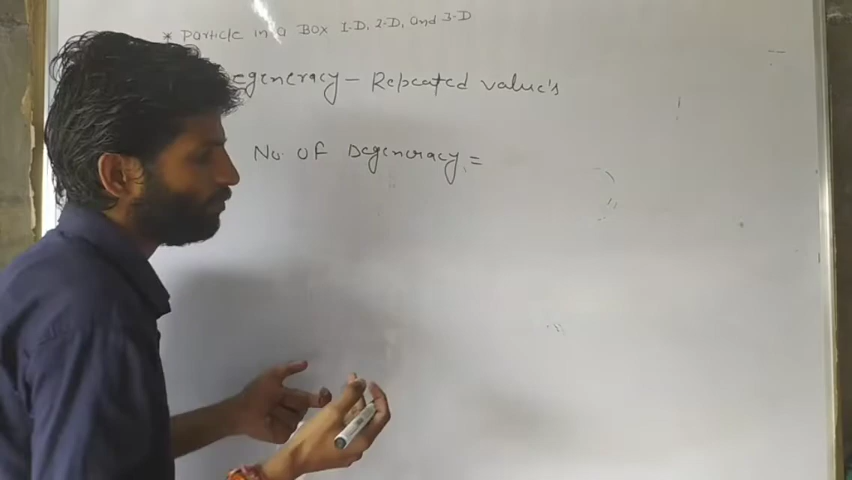 * Particle in a Box 1-D, 2-D, and 3-D
egeneracy - Repeated value's
No. of Degeneracy =